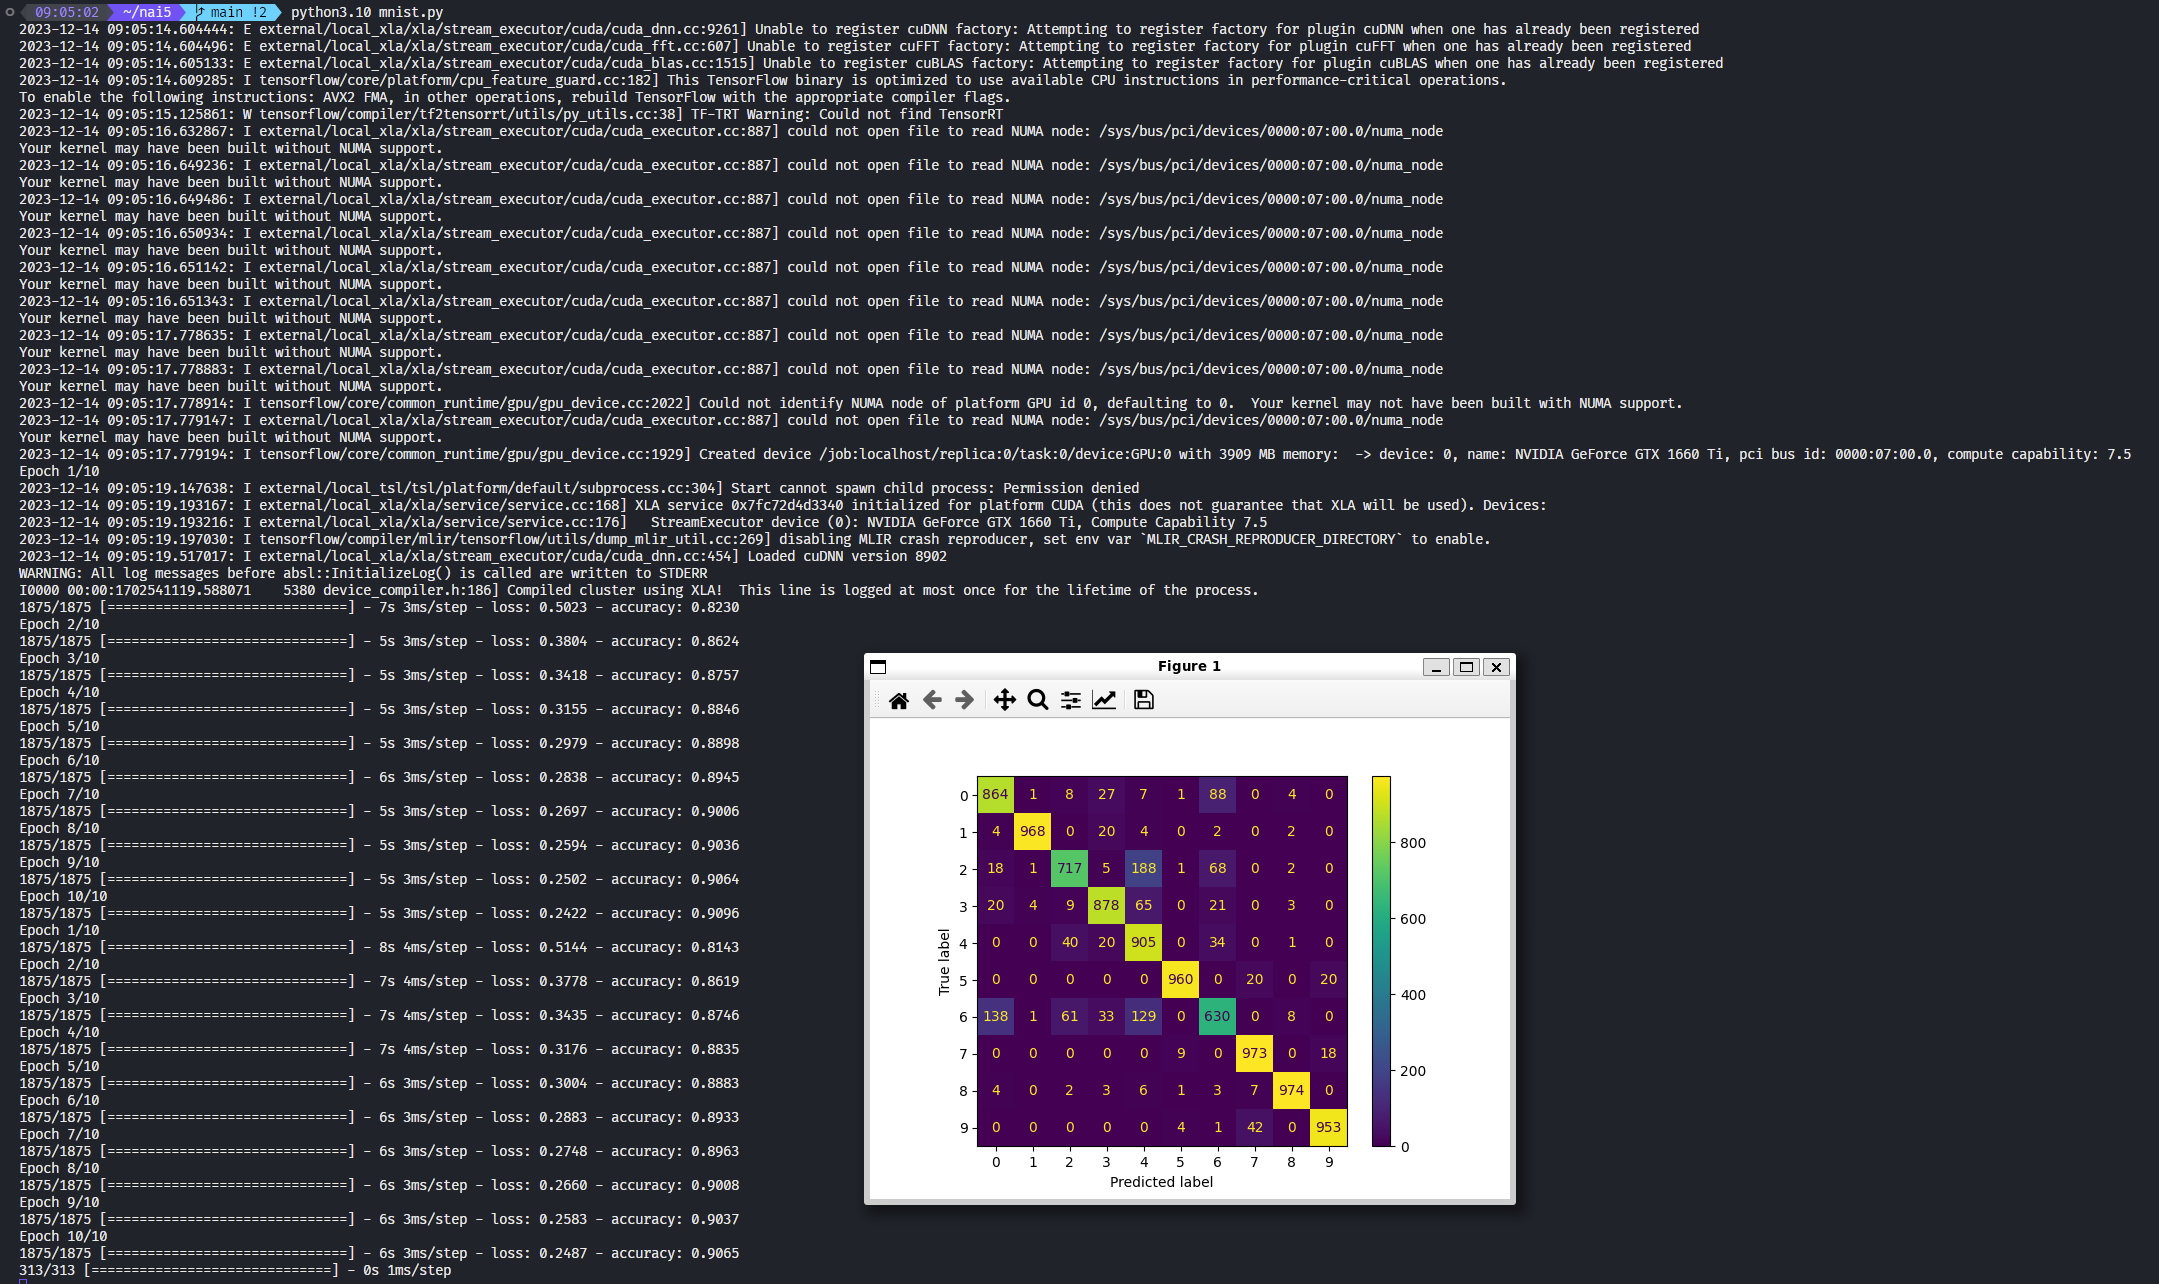 09:05:02 ~/nai5 main !2 python3.10 mnist.py
2023-12-14 09:05:14.604444: E external/local_xla/xla/stream_executor/cuda/cuda_dnn.cc:9261] Unable to register cuDNN factory: Attempting to register factory for plugin cuDNN when one has already been registered
2023-12-14 09:05:14.604496: E external/local_xla/xla/stream_executor/cuda/cuda_fft.cc:607] Unable to register cuFFT factory: Attempting to register factory for plugin cuFFT when one has already been registered
2023-12-14 09:05:14.605133: E external/local_xla/xla/stream_executor/cuda/cuda_blas.cc:1515] Unable to register cuBLAS factory: Attempting to register factory for plugin cuBLAS when one has already been registered
2023-12-14 09:05:14.609285: I tensorflow/core/platform/cpu_feature_guard.cc:182] This TensorFlow binary is optimized to use available CPU instructions in performance-critical operations.
To enable the following instructions: AVX2 FMA, in other operations, rebuild TensorFlow with the appropriate compiler flags.
2023-12-14 09:05:15.125861: W tensorflow/compiler/tf2tensorrt/utils/py_utils.cc:38] TF-TRT Warning: Could not find TensorRT
2023-12-14 09:05:16.632867: I external/local_xla/xla/stream_executor/cuda/cuda_executor.cc:887] could not open file to read NUMA node: /sys/bus/pci/devices/0000:07:00.0/numa_node
Your kernel may have been built without NUMA support.
2023-12-14 09:05:16.649236: I external/local_xla/xla/stream_executor/cuda/cuda_executor.cc:887] could not open file to read NUMA node: /sys/bus/pci/devices/0000:07:00.0/numa_node
Your kernel may have been built without NUMA support.
2023-12-14 09:05:16.649486: I external/local_xla/xla/stream_executor/cuda/cuda_executor.cc:887] could not open file to read NUMA node: /sys/bus/pci/devices/0000:07:00.0/numa_node
Your kernel may have been built without NUMA support.
2023-12-14 09:05:16.650934: I external/local_xla/xla/stream_executor/cuda/cuda_executor.cc:887] could not open file to read NUMA node: /sys/bus/pci/devices/0000:07:00.0/numa_node
Your kernel may have been built without NUMA support.
2023-12-14 09:05:16.651142: I external/local_xla/xla/stream_executor/cuda/cuda_executor.cc:887] could not open file to read NUMA node: /sys/bus/pci/devices/0000:07:00.0/numa_node
Your kernel may have been built without NUMA support.
2023-12-14 09:05:16.651343: I external/local_xla/xla/stream_executor/cuda/cuda_executor.cc:887] could not open file to read NUMA node: /sys/bus/pci/devices/0000:07:00.0/numa_node
Your kernel may have been built without NUMA support.
2023-12-14 09:05:17.778635: I external/local_xla/xla/stream_executor/cuda/cuda_executor.cc:887] could not open file to read NUMA node: /sys/bus/pci/devices/0000:07:00.0/numa_node
Your kernel may have been built without NUMA support.
2023-12-14 09:05:17.778883: I external/local_xla/xla/stream_executor/cuda/cuda_executor.cc:887] could not open file to read NUMA node: /sys/bus/pci/devices/0000:07:00.0/numa_node
Your kernel may have been built without NUMA support.
2023-12-14 09:05:17.778914: I tensorflow/core/common_runtime/gpu/gpu_device.cc:2022] Could not identify NUMA node of platform GPU id 0, defaulting to 0.  Your kernel may not have been built with NUMA support.
2023-12-14 09:05:17.779147: I external/local_xla/xla/stream_executor/cuda/cuda_executor.cc:887] could not open file to read NUMA node: /sys/bus/pci/devices/0000:07:00.0/numa_node
Your kernel may have been built without NUMA support.
2023-12-14 09:05:17.779194: I tensorflow/core/common_runtime/gpu/gpu_device.cc:1929] Created device /job:localhost/replica:0/task:0/device:GPU:0 with 3909 MB memory:  -> device: 0, name: NVIDIA GeForce GTX 1660 Ti, pci bus id: 0000:07:00.0, compute capability: 7.5
Epoch 1/10
2023-12-14 09:05:19.147638: I external/local_tsl/tsl/platform/default/subprocess.cc:304] Start cannot spawn child process: Permission denied
2023-12-14 09:05:19.193167: I external/local_xla/xla/service/service.cc:168] XLA service 0x7fc72d4d3340 initialized for platform CUDA (this does not guarantee that XLA will be used). Devices:
2023-12-14 09:05:19.193216: I external/local_xla/xla/service/service.cc:176]   StreamExecutor device (0): NVIDIA GeForce GTX 1660 Ti, Compute Capability 7.5
2023-12-14 09:05:19.197030: I tensorflow/compiler/mlir/tensorflow/utils/dump_mlir_util.cc:269] disabling MLIR crash reproducer, set env var `MLIR_CRASH_REPRODUCER_DIRECTORY` to enable.
2023-12-14 09:05:19.517017: I external/local_xla/xla/stream_executor/cuda/cuda_dnn.cc:454] Loaded cuDNN version 8902
WARNING: All log messages before absl::InitializeLog() is called are written to STDERR
I0000 00:00:1702541119.588071    5380 device_compiler.h:186] Compiled cluster using XLA!  This line is logged at most once for the lifetime of the process.
1875/1875 [==============================] - 7s 3ms/step - loss: 0.5023 - accuracy: 0.8230
Epoch 2/10
1875/1875 [==============================] - 5s 3ms/step - loss: 0.3804 - accuracy: 0.8624
Epoch 3/10
1875/1875 [==============================] - 5s 3ms/step - loss: 0.3418 - accuracy: 0.8757
Epoch 4/10
1875/1875 [==============================] - 5s 3ms/step - loss: 0.3155 - accuracy: 0.8846
Epoch 5/10
1875/1875 [==============================] - 5s 3ms/step - loss: 0.2979 - accuracy: 0.8898
Epoch 6/10
1875/1875 [==============================] - 6s 3ms/step - loss: 0.2838 - accuracy: 0.8945
Epoch 7/10
1875/1875 [==============================] - 5s 3ms/step - loss: 0.2697 - accuracy: 0.9006
Epoch 8/10
1875/1875 [==============================] - 5s 3ms/step - loss: 0.2594 - accuracy: 0.9036
Epoch 9/10
1875/1875 [==============================] - 5s 3ms/step - loss: 0.2502 - accuracy: 0.9064
Epoch 10/10
1875/1875 [==============================] - 5s 3ms/step - loss: 0.2422 - accuracy: 0.9096
Epoch 1/10
1875/1875 [==============================] - 8s 4ms/step - loss: 0.5144 - accuracy: 0.8143
Epoch 2/10
1875/1875 [==============================] - 7s 4ms/step - loss: 0.3778 - accuracy: 0.8619
Epoch 3/10
1875/1875 [==============================] - 7s 4ms/step - loss: 0.3435 - accuracy: 0.8746
Epoch 4/10
1875/1875 [==============================] - 7s 4ms/step - loss: 0.3176 - accuracy: 0.8835
Epoch 5/10
1875/1875 [==============================] - 6s 3ms/step - loss: 0.3004 - accuracy: 0.8883
Epoch 6/10
1875/1875 [==============================] - 6s 3ms/step - loss: 0.2883 - accuracy: 0.8933
Epoch 7/10
1875/1875 [==============================] - 6s 3ms/step - loss: 0.2748 - accuracy: 0.8963
Epoch 8/10
1875/1875 [==============================] - 6s 3ms/step - loss: 0.2660 - accuracy: 0.9008
Epoch 9/10
1875/1875 [==============================] - 6s 3ms/step - loss: 0.2583 - accuracy: 0.9037
Epoch 10/10
1875/1875 [==============================] - 6s 3ms/step - loss: 0.2487 - accuracy: 0.9065
313/313 [==============================] - 0s 1ms/step
Figure 1
0 864 1 8 27 7 1 88 0 4 0
1 4 968 0 20 4 0 2 0 2 0
2 18 1 717 5 188 1 68 0 2 0
3 20 4 9 878 65 0 21 0 3 0
4 0 0 40 20 905 0 34 0 1 0
5 0 0 0 0 0 960 0 20 0 20
6 138 1 61 33 129 0 630 0 8 0
7 0 0 0 0 0 9 0 973 0 18
8 4 0 2 3 6 1 3 7 974 0
9 0 0 0 0 0 4 1 42 0 953
0 1 2 3 4 5 6 7 8 9
True label
Predicted label
800
600
400
200
0